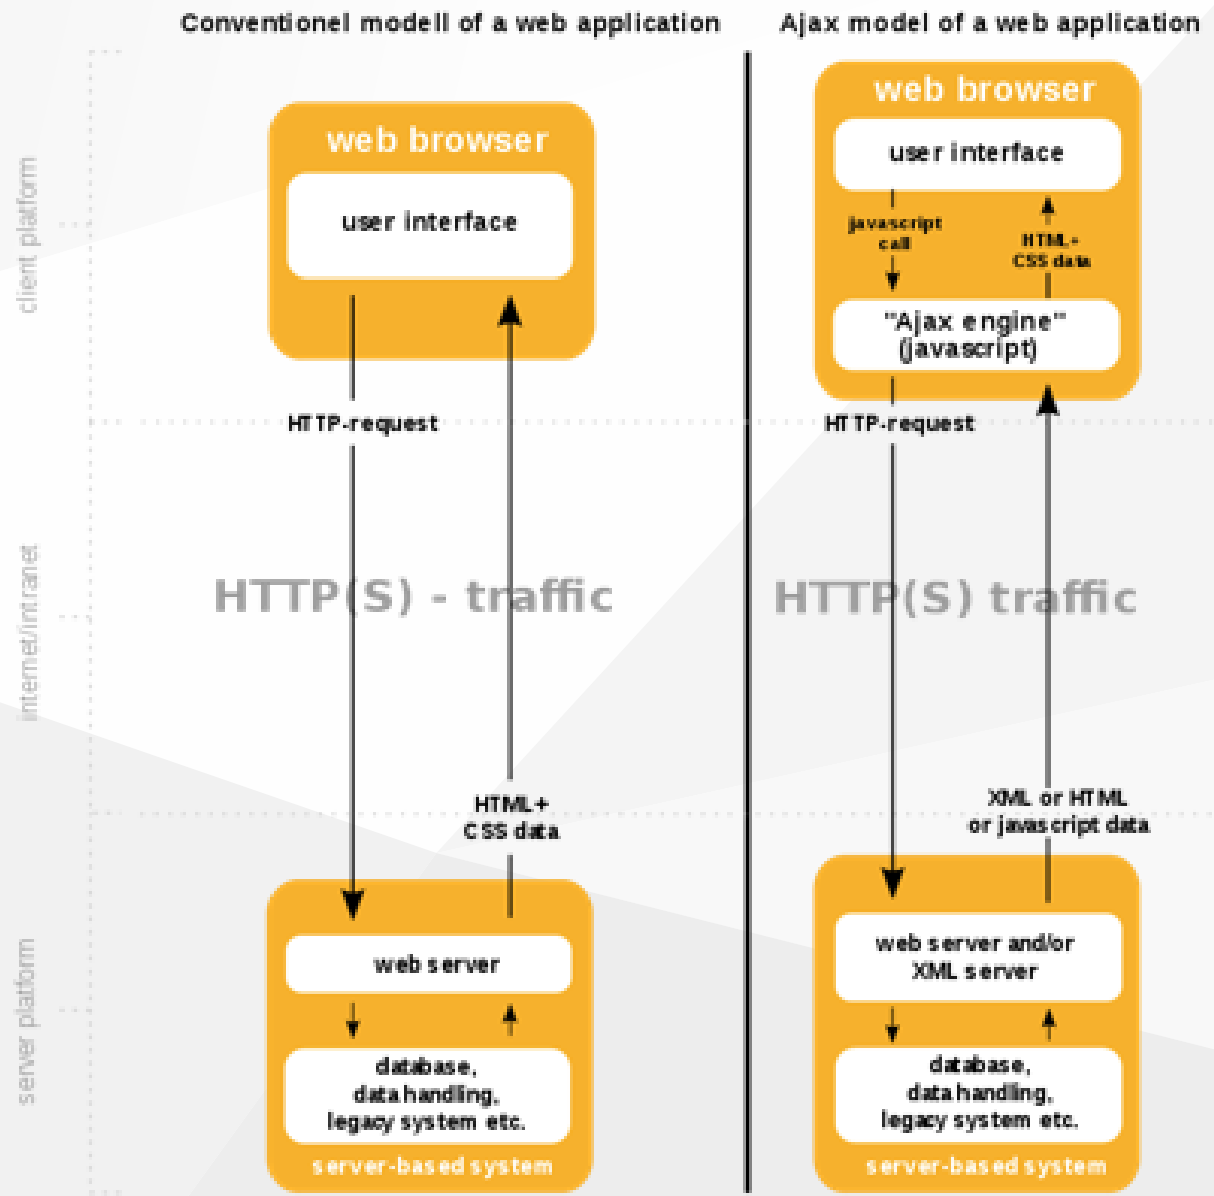 Conventionel modell of a web application
web browser
user interface
HTTP-request
HTTP(S) - traffic
HTML+
CSS data
web server
database,
data handling,
legacy system etc.
server-based system
Ajax model of a web application
web browser
user interface
javascript
call
HTML+
CSS data
"Ajax engine"
(javascript)
HTTP-request
HTTP(S) traffic
XML or HTML
or javascript data
web server and/or
XML server
database,
data handling,
legacy system etc.
server-based system
client platform
internet/intranet
server platform